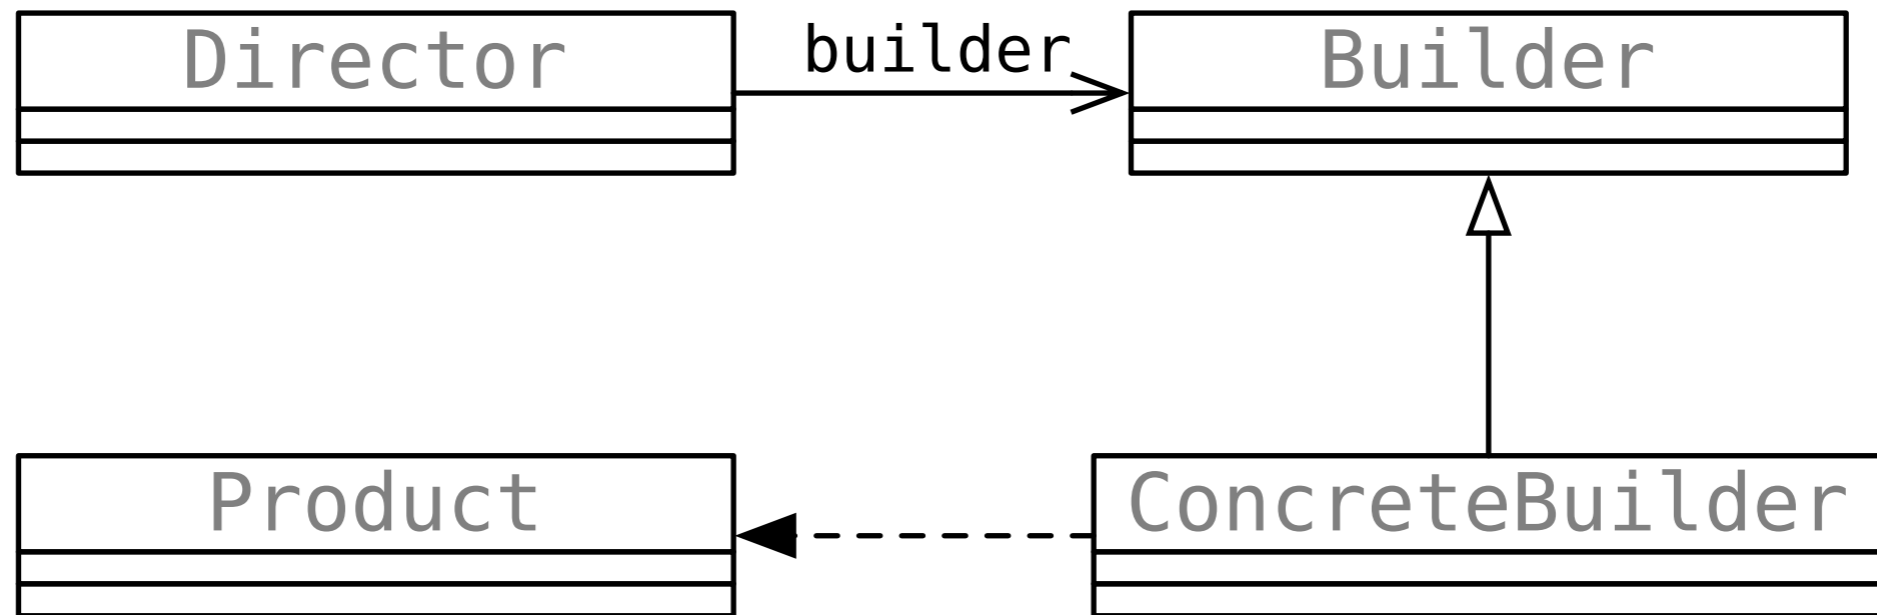 Director
builder
Builder
Product
ConcreteBuilder